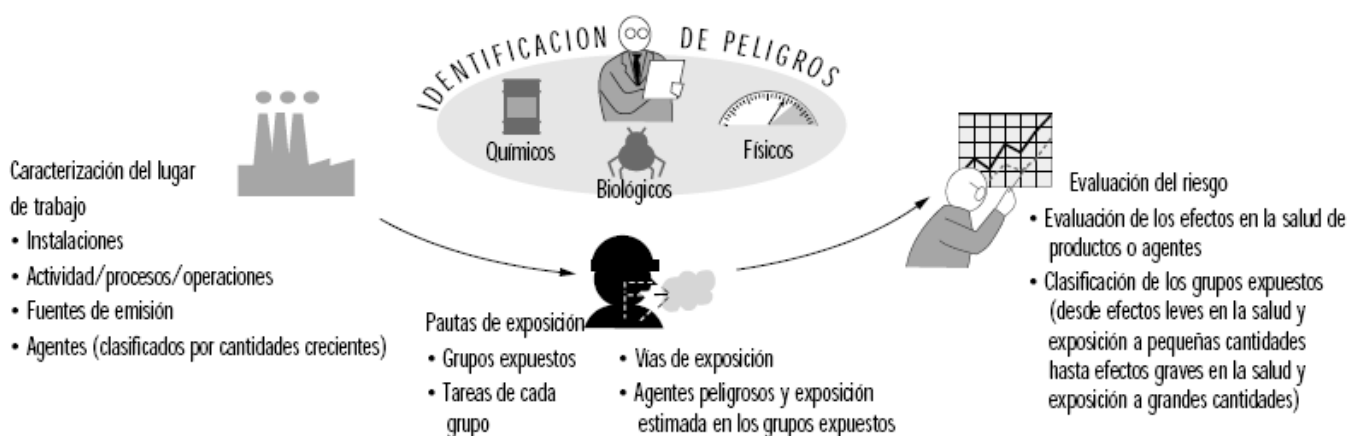 IDENTIFICACION DE PELIGROS
Químicos
Biológicos
Físicos
Caracterización del lugar
de trabajo
• Instalaciones
• Actividad/procesos/operaciones
• Fuentes de emisión
• Agentes (clasificados por cantidades crecientes)
Pautas de exposición
• Grupos expuestos
• Tareas de cada
grupo
• Vías de exposición
• Agentes peligrosos y exposición
estimada en los grupos expuestos
Evaluación del riesgo
• Evaluación de los efectos en la salud de
productos o agentes
• Clasificación de los grupos expuestos
(desde efectos leves en la salud y
exposición a pequeñas cantidades
hasta efectos graves en la salud y
exposición a grandes cantidades)